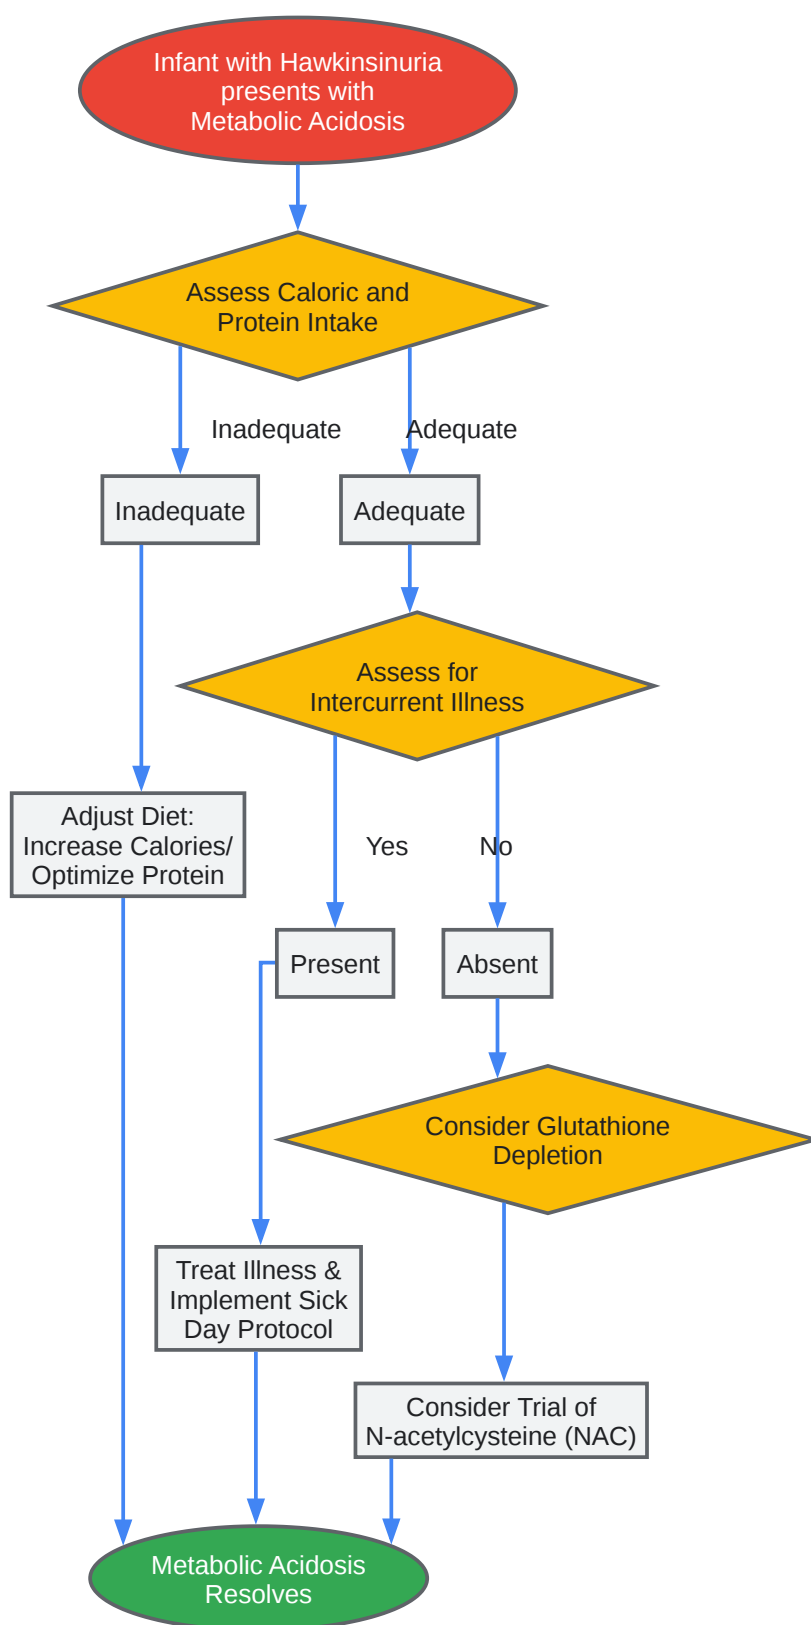 Infant with Hawkinsinuria
presents with
Metabolic Acidosis
Assess Caloric and
Protein Intake
Inadequate
Adequate
Inadequate
Adequate
Assess for
Intercurrent Illness
Adjust Diet:
Increase Calories/
Optimize Protein
Yes
No
Present
Absent
Consider Glutathione
Depletion
Treat Illness &
Implement Sick
Day Protocol
Consider Trial of
N-acetylcysteine (NAC)
Metabolic Acidosis
Resolves